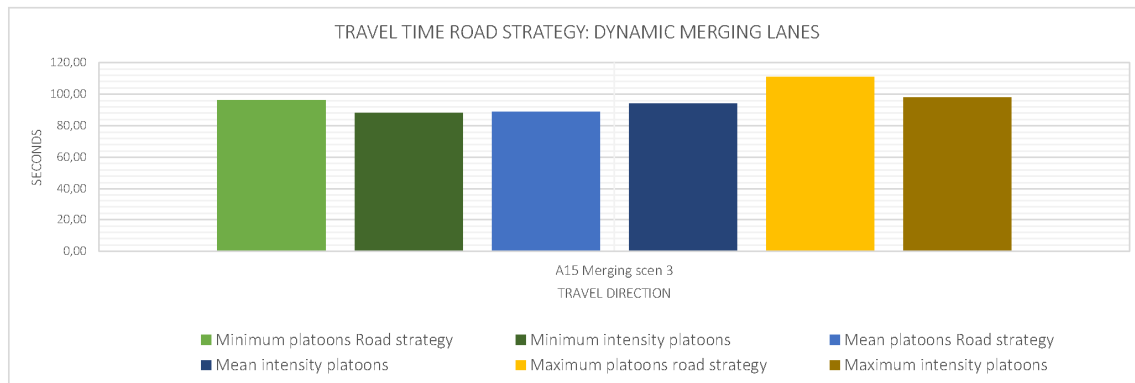 TRAVEL TIME ROAD STRATEGY: DYNAMIC MERGING LANES
120,00
100,00
80,00
60,00
40,00
20,00
0,00
SECONDS
A15 Merging scen 3
TRAVEL DIRECTION
Minimum platoons Road strategy
Minimum intensity platoons
Mean platoons Road strategy
Mean intensity platoons
Maximum platoons road strategy
Maximum intensity platoons